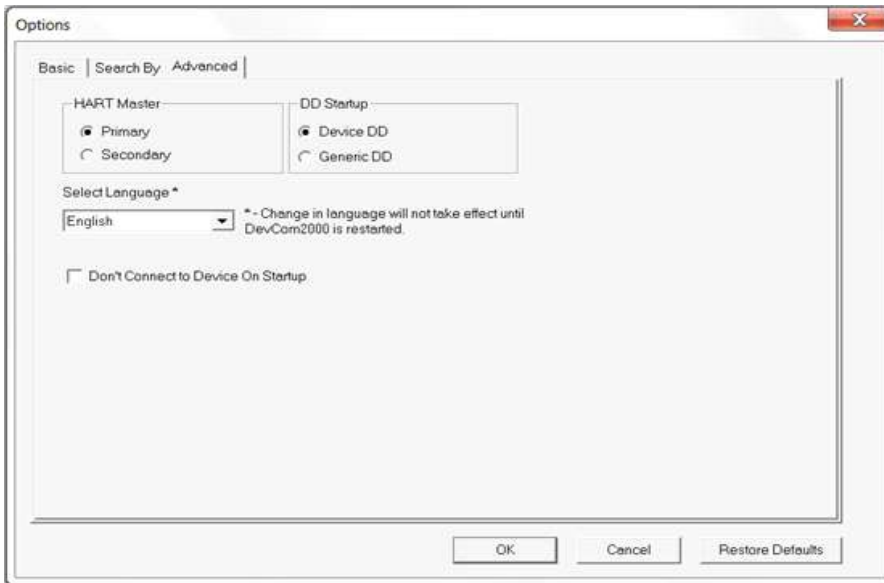 Options
Basic
Search By
Advanced
HART Master
DD Startup
Primary
Device DD
Secondary
Generic DD
Select Language *
English
* - Change in language will not take effect until
DevCom2000 is restarted.
Don't Connect to Device On Startup
OK
Cancel
Restore Defaults